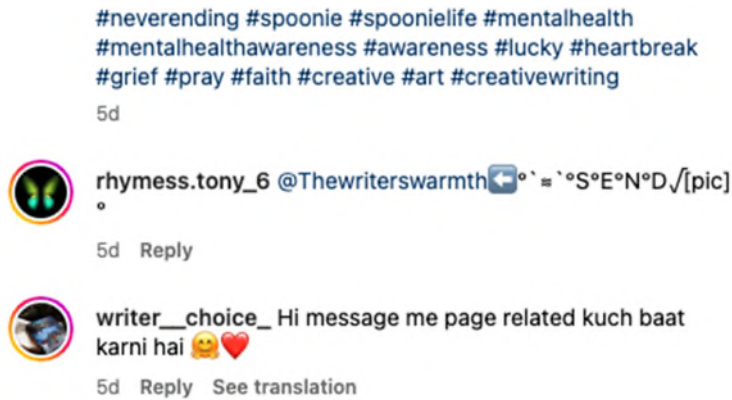 #neverending #spoonie #spoonielife #mentalhealth
#mentalhealthawareness #awareness #lucky #heartbreak
#grief #pray #faith #creative #art #creativewriting
5d
rhymess.tony_6 @Thewriterswarmth⬅️°`≈`°S°E°N°D√[pic]
°
5d Reply
writer__choice_ Hi message me page related kuch baat
karni hai 🤗❤️
5d Reply See translation